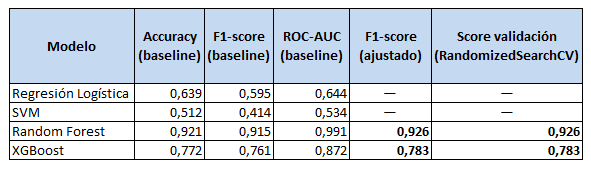 Modelo Accuracy (baseline) F1-score (baseline) ROC-AUC (baseline) F1-score (ajustado) Score validación (RandomizedSearchCV)
Regresión Logística 0,639 0,595 0,644 — —
SVM 0,512 0,414 0,534 — —
Random Forest 0,921 0,915 0,991 0,926 0,926
XGBoost 0,772 0,761 0,872 0,783 0,783